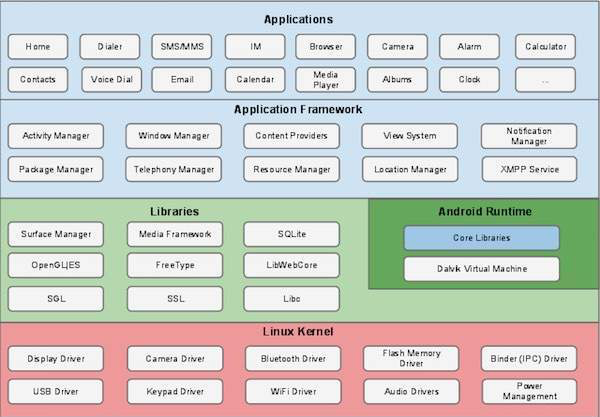 Applications
Home
Dialer
SMS/MMS
IM
Browser
Camera
Alarm
Calculator
Contacts
Voice Dial
Email
Calendar
Media
Player
Albums
Clock
...
Application Framework
Activity Manager
Window Manager
Content Providers
View System
Notification
Manager
Package Manager
Telephony Manager
Resource Manager
Location Manager
XMPP Service
Libraries
Surface Manager
Media Framework
SQLite
OpenGL|ES
FreeType
LibWebCore
SGL
SSL
Libc
Android Runtime
Core Libraries
Dalvik Virtual Machine
Linux Kernel
Display Driver
Camera Driver
Bluetooth Driver
Flash Memory
Driver
Binder (IPC) Driver
USB Driver
Keypad Driver
WiFi Driver
Audio Drivers
Power
Management